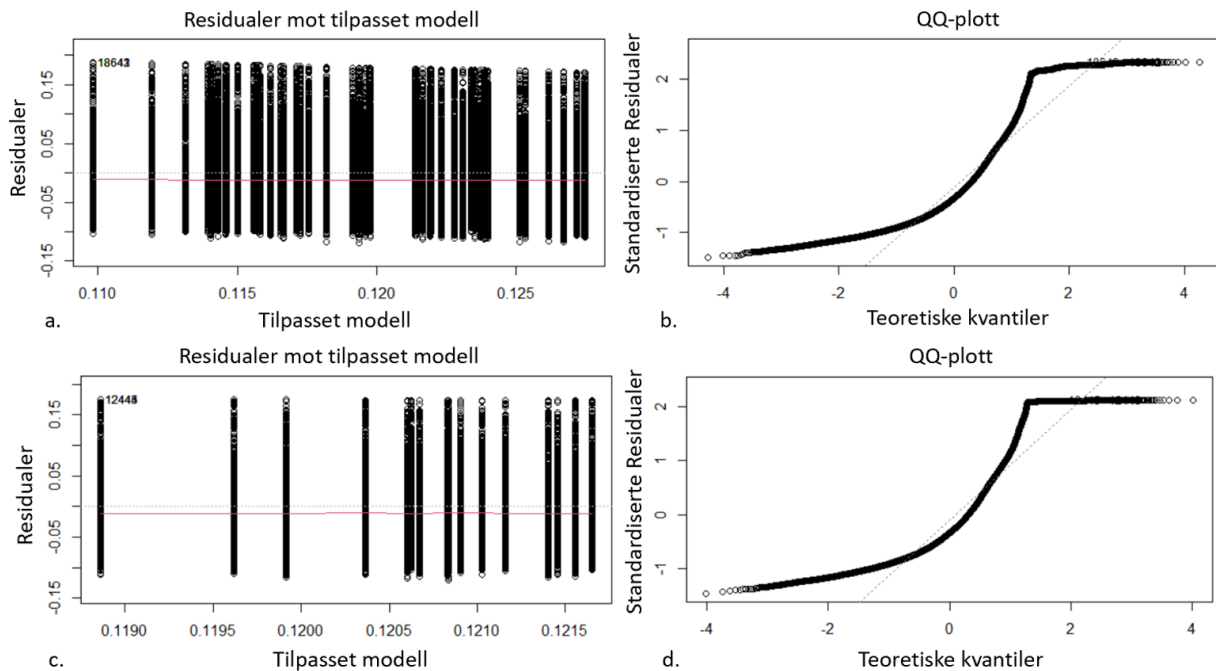 Residualer mot tilpasset modell
Residualer
0.15
0.05
-0.05
-0.15
0.110 0.115 0.120 0.125
a. Tilpasset modell
QQ-plott
Standardiserte Residualer
2
1
0
-1
-4 -2 0 2 4
b. Teoretiske kvantiler
Residualer mot tilpasset modell
Residualer
0.15
0.05
-0.05
-0.15
0.1190 0.1195 0.1200 0.1205 0.1210 0.1215
c. Tilpasset modell
QQ-plott
Standardiserte Residualer
2
1
0
-1
-4 -2 0 2 4
d. Teoretiske kvantiler